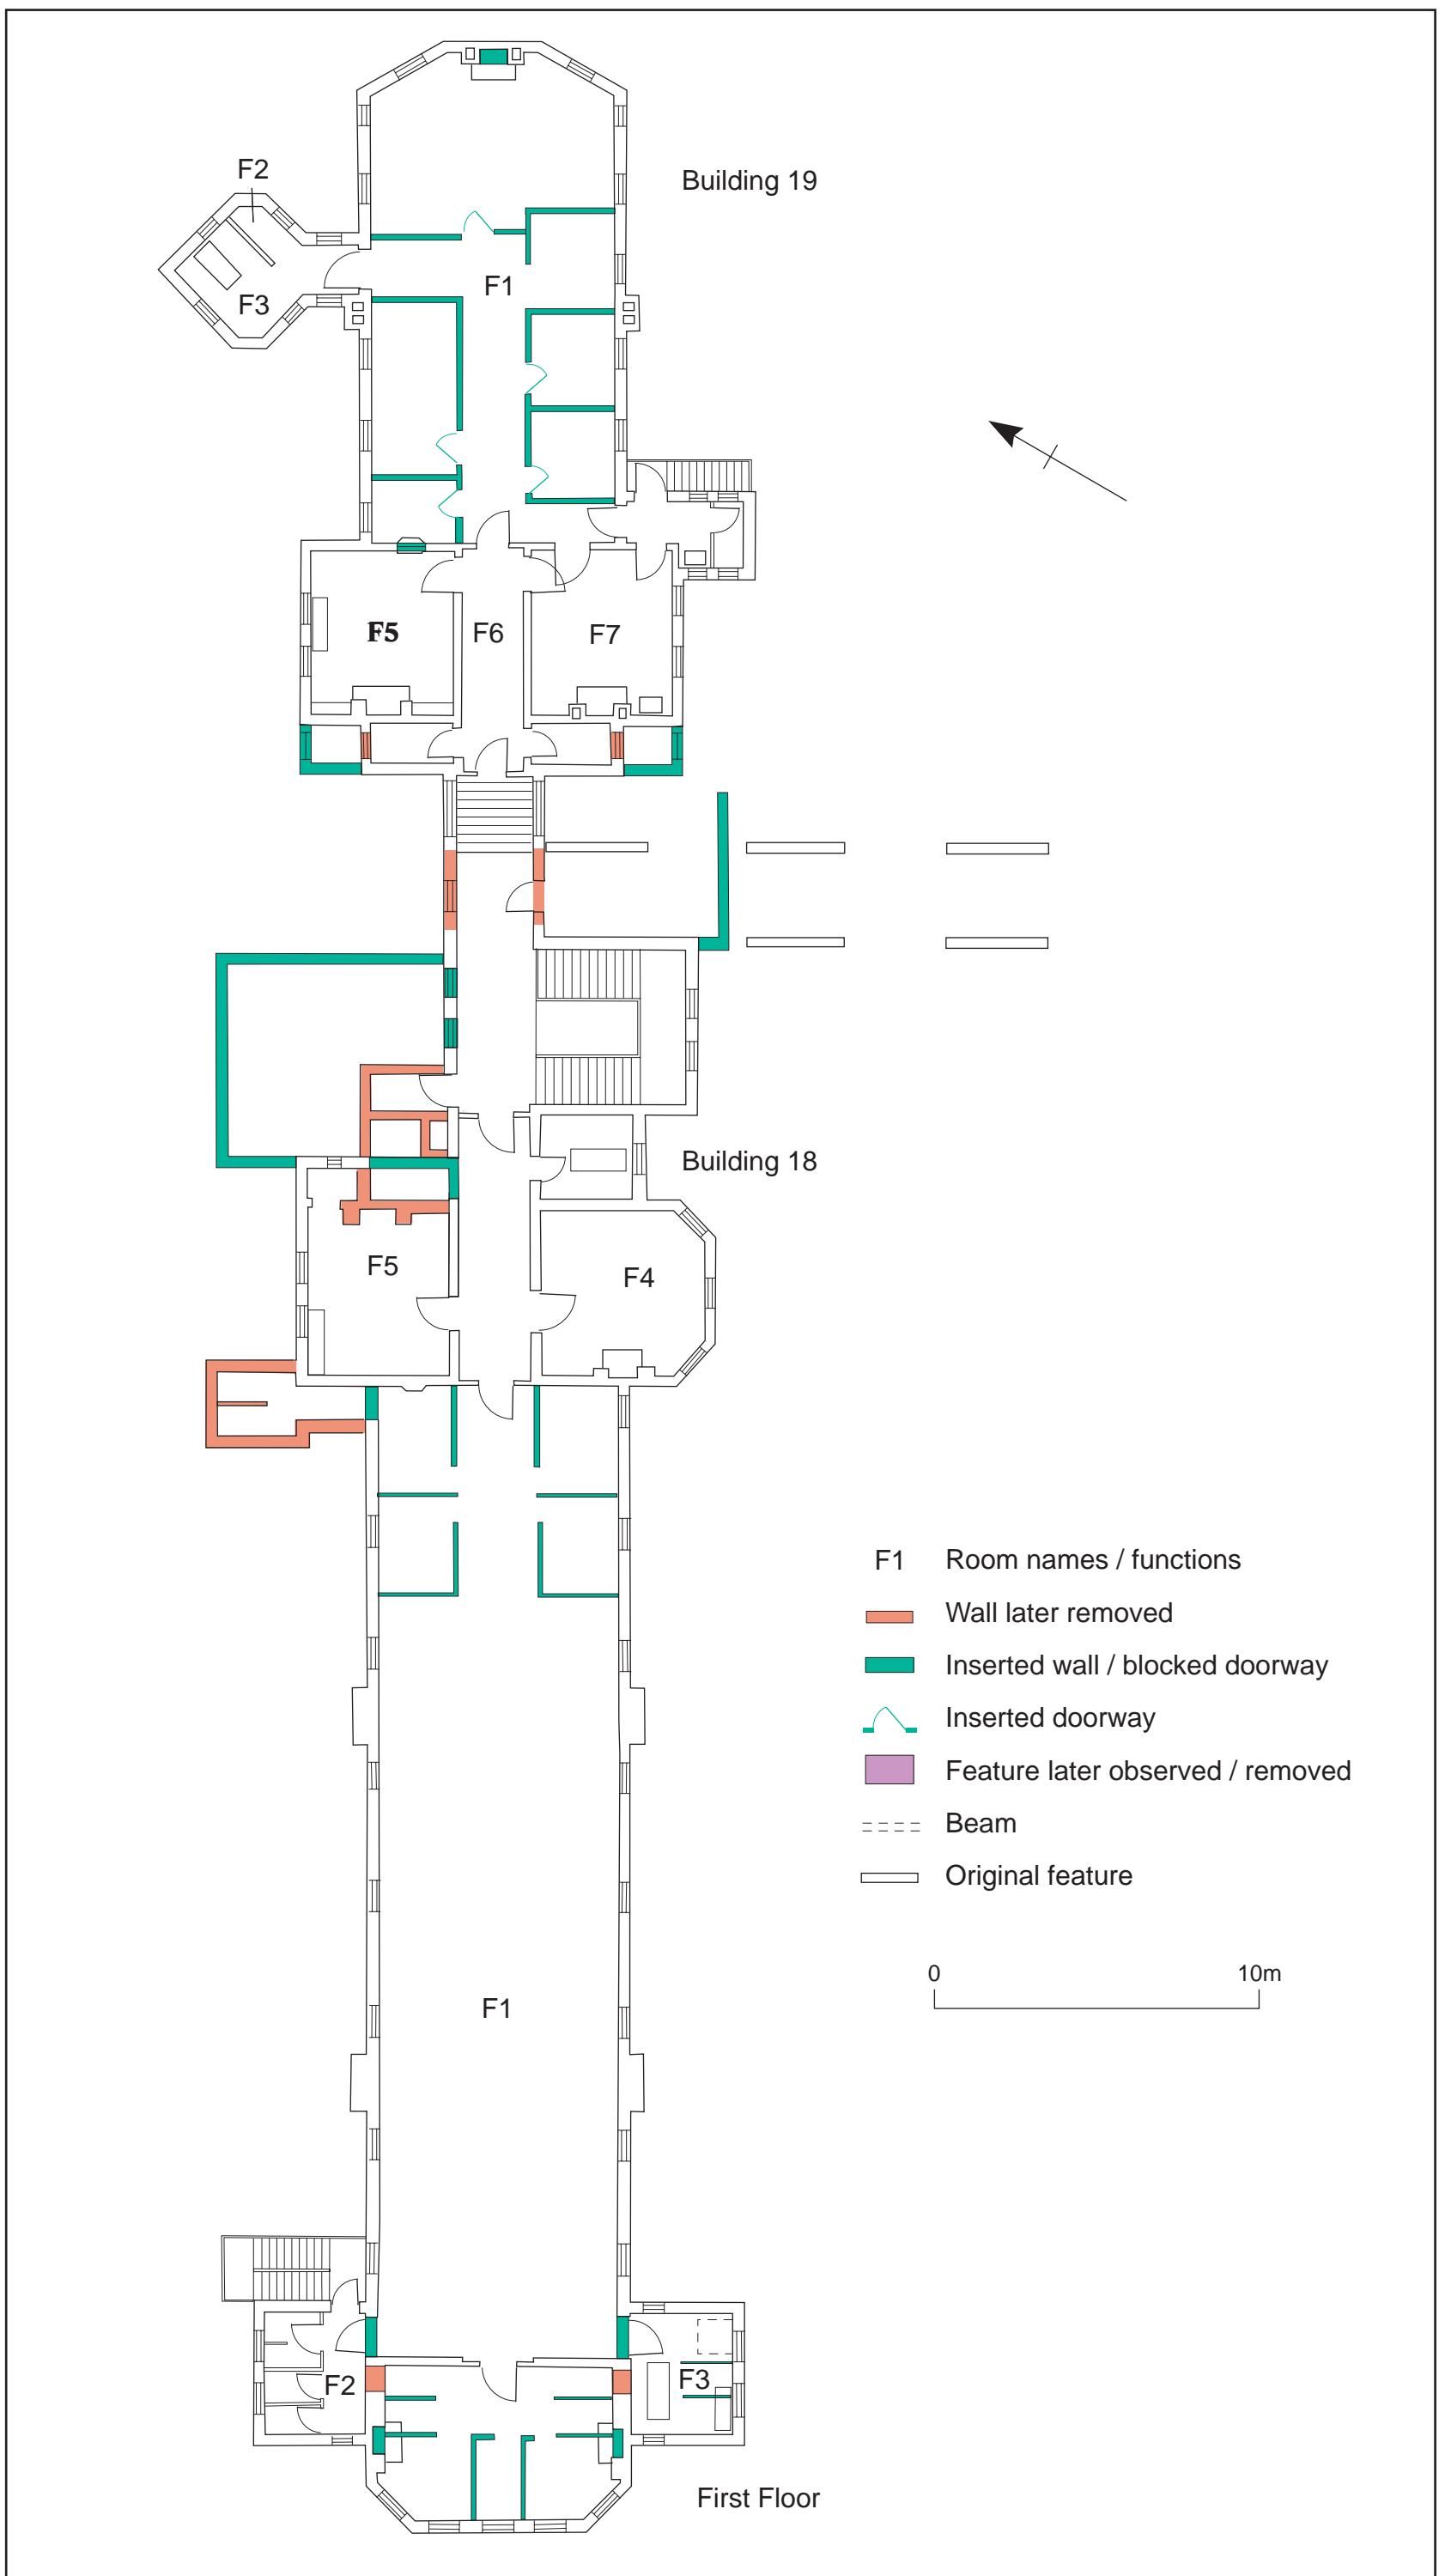 F2
Building 19
F1
F3
F5
F6
F7
Building 18
F5
F4
F1 Room names / functions
Wall later removed
Inserted wall / blocked doorway
Inserted doorway
Feature later observed / removed
Beam
Original feature
0 10m
F1
F2
F3
First Floor